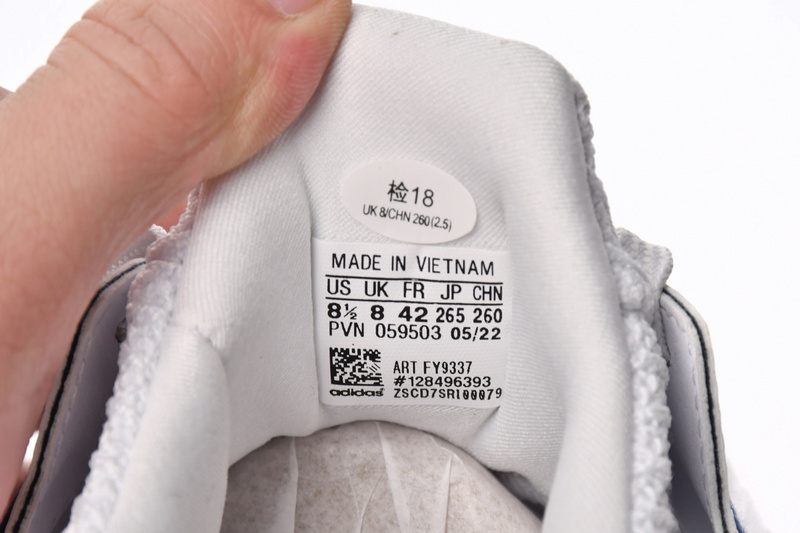 检18
UK 8/CHN 260(2.5)
MADE IN VIETNAM
US UK FR JP CHN
8½ 8 42 265 260
PVN 059503 05/22
ART FY9337
#128496393
adidas ZSCD7SRL00079